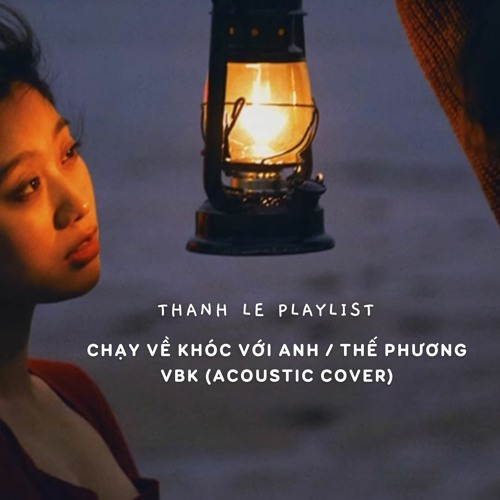 THANH LE PLAYLIST
CHẠY VỀ KHÓC VỚI ANH / THẾ PHƯƠNG
VBK (ACOUSTIC COVER)